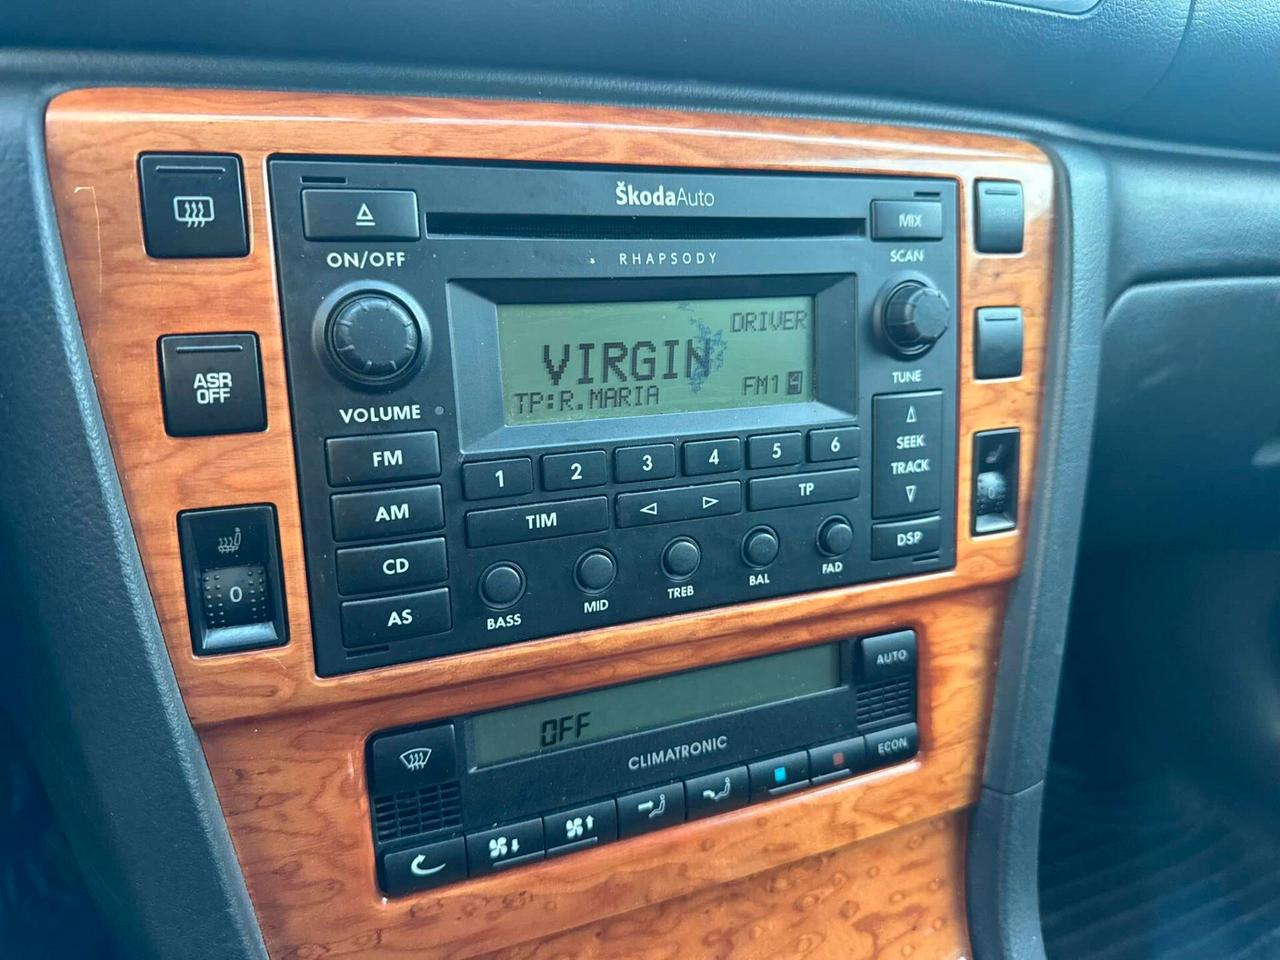 ŠkodaAuto
MIX
ON/OFF
RHAPSODY
SCAN
DRIVER
VIRGIN
TP:R.MARIA
FM1
TUNE
VOLUME
ASR
OFF
FM
1
2
3
4
5
6
SEEK
TRACK
AM
TIM
TP
CD
DSP
AS
BASS
MID
TREB
BAL
FAD
0
0
AUTO
OFF
CLIMATRONIC
ECON